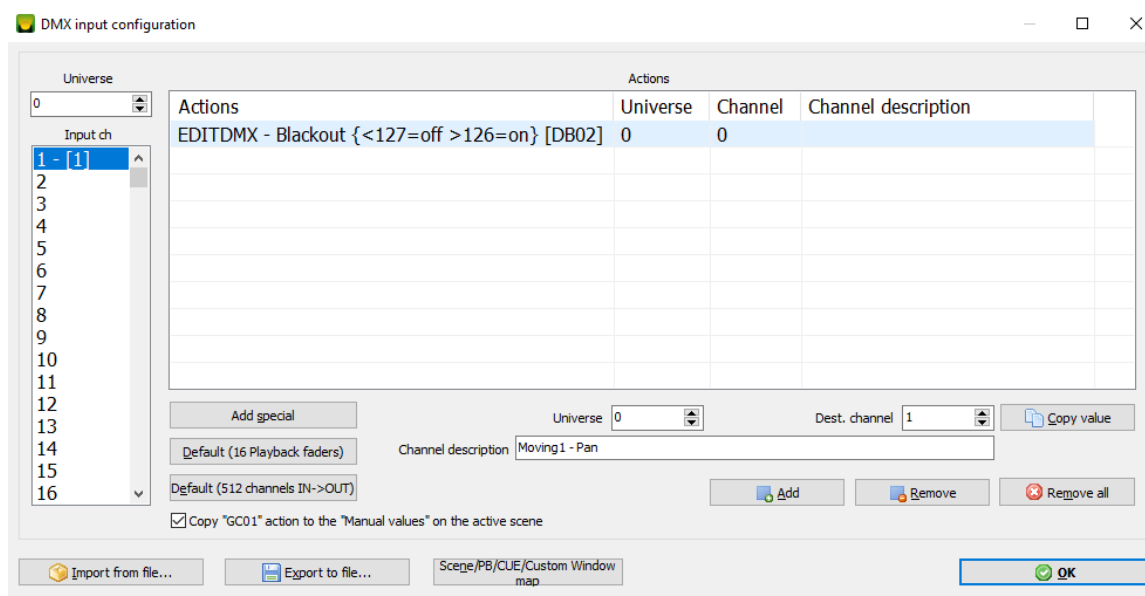 DMX input configuration
Universe
Actions
0
Actions Universe Channel Channel description
Input ch
EDITDMX - Blackout {<127=off >126=on} [DB02] 0 0
1 - [1]
2
3
4
5
6
7
8
9
10
11
12
13
14
15
16
Add special
Universe 0
Dest. channel 1
Copy value
Default (16 Playback faders)
Channel description Moving1 - Pan
Default (512 channels IN->OUT)
Add
Remove
Remove all
Copy "GC01" action to the "Manual values" on the active scene
Import from file...
Export to file...
Scene/PB/CUE/Custom Window
map
OK